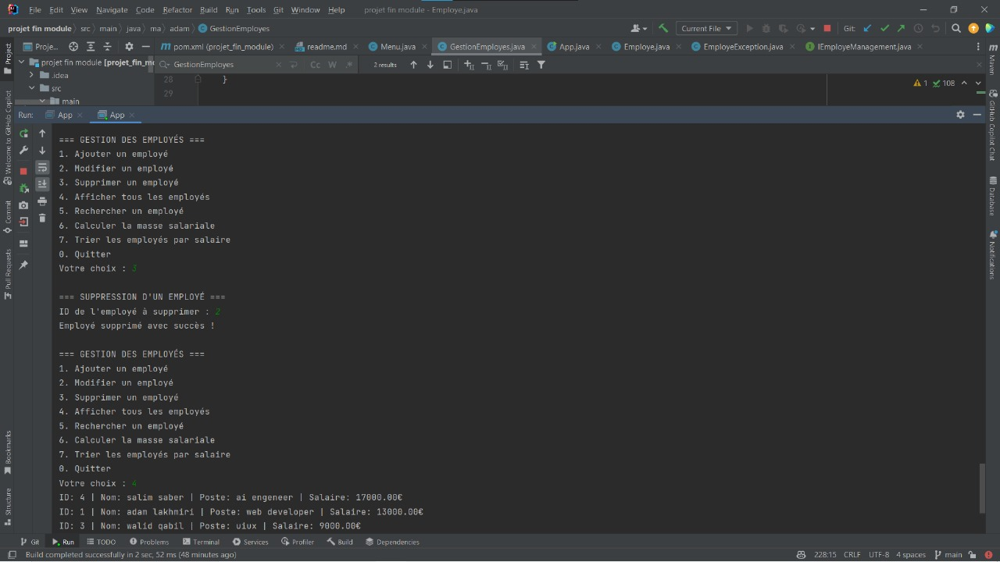 File Edit View Navigate Code Refactor Build Run Tools Git Window Help projet fin module - Employe.java
projet fin module src main java ma adam GestionEmployes Current File Git:
Proje... pom.xml (projet_fin_module) readme.md Menu.java GestionEmployes.java App.java Employe.java EmployeException.java IEmployeManagement.java
projet fin module [projet_fin_mo GestionEmployes Cc W .* 2 results
.idea 28 } 1 108
src 29
main
Run: App App
=== GESTION DES EMPLOYÉS ===
1. Ajouter un employé
2. Modifier un employé
3. Supprimer un employé
4. Afficher tous les employés
5. Rechercher un employé
6. Calculer la masse salariale
7. Trier les employés par salaire
0. Quitter
Votre choix : 3
=== SUPPRESSION D'UN EMPLOYÉ ===
ID de l'employé à supprimer : 2
Employé supprimé avec succès !
=== GESTION DES EMPLOYÉS ===
1. Ajouter un employé
2. Modifier un employé
3. Supprimer un employé
4. Afficher tous les employés
5. Rechercher un employé
6. Calculer la masse salariale
7. Trier les employés par salaire
0. Quitter
Votre choix : 4
ID: 4 | Nom: salim saber | Poste: ai engeneer | Salaire: 17000.00€
ID: 1 | Nom: adam lakhmiri | Poste: web developer | Salaire: 13000.00€
ID: 3 | Nom: walid qabil | Poste: uiux | Salaire: 9000.00€
Project
Welcome to GitHub Copilot
Commit
Pull Requests
Bookmarks
Structure
Maven
GitHub Copilot Chat
Database
Notifications
Git Run TODO Problems Terminal Services Profiler Build Dependencies
Build completed successfully in 2 sec, 52 ms (48 minutes ago) 228:15 CRLF UTF-8 4 spaces main